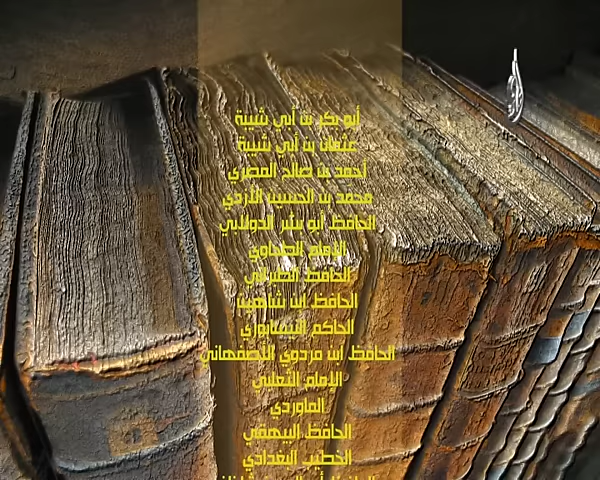 أبو بكر بن أبي شيبة
عثمان بن أبي شيبة
أحمد بن صالح المصري
محمد بن الحسين الأزدي
الحافظ أبو بشر الدولابي
الإمام الطحاوي
الحافظ الطبراني
الحافظ ابن شاهين
الحاكم النيسابوري
الحافظ ابن مردوي الاصفهاني
الإمام الثعلبي
الماوردي
الحافظ البيهقي
الخطيب البغدادي